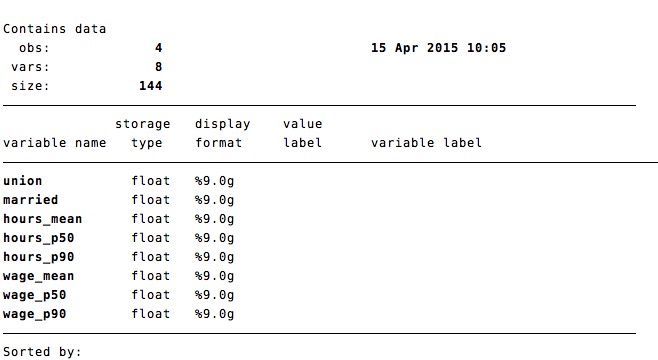 Contains data
obs: 4 15 Apr 2015 10:05
vars: 8
size: 144
storage display value
variable name type format label variable label
union float %9.0g
married float %9.0g
hours_mean float %9.0g
hours_p50 float %9.0g
hours_p90 float %9.0g
wage_mean float %9.0g
wage_p50 float %9.0g
wage_p90 float %9.0g
Sorted by: